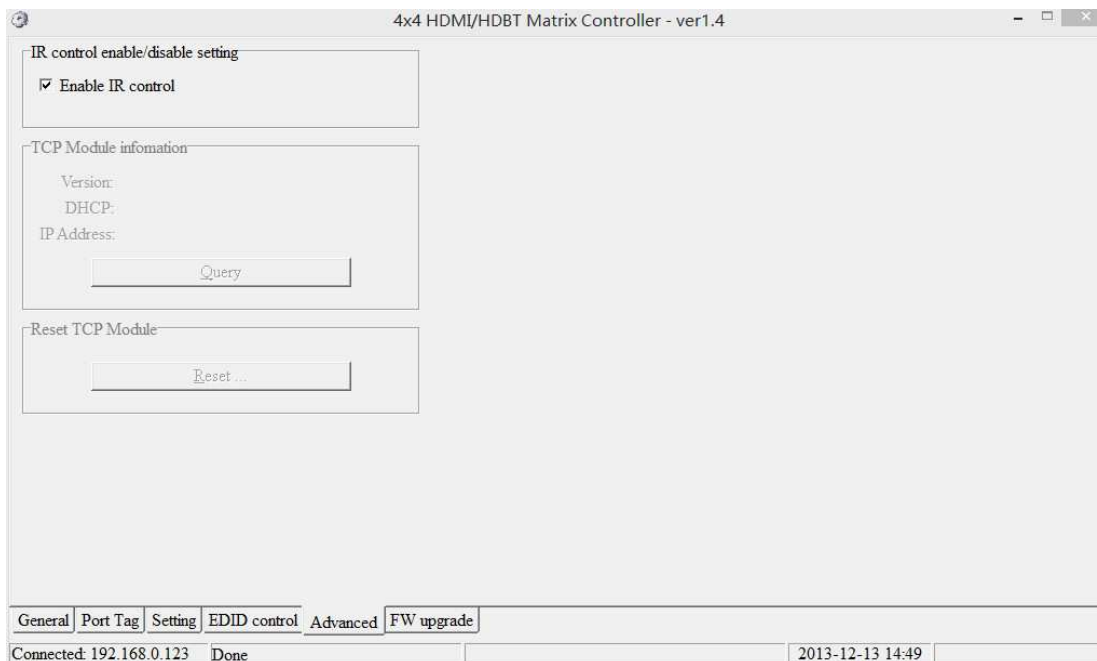 4x4 HDMI/HDBT Matrix Controller - ver1.4
IR control enable/disable setting
Enable IR control
TCP Module infomation
Version:
DHCP:
IP Address:
Query
Reset TCP Module
Reset ...
General Port Tag Setting EDID control Advanced FW upgrade
Connected: 192.168.0.123 Done 2013-12-13 14:49